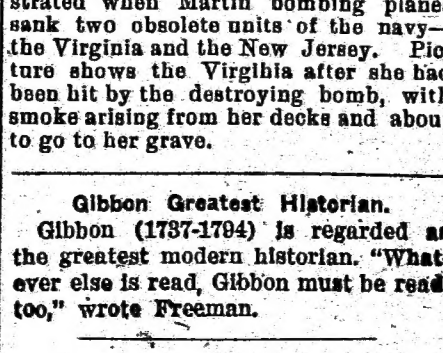 strated when Martin bombing plane
sank two obsolete units of the navy—
the Virginia and the New Jersey. Pic
ture shows the Virginia after she had
been hit by the destroying bomb, with
smoke arising from her decks and abou
to go to her grave.
Gibbon Greatest Historian.
Gibbon (1737-1794) is regarded as
the greatest modern historian. "What
ever else is read, Gibbon must be read
too," wrote Freeman.